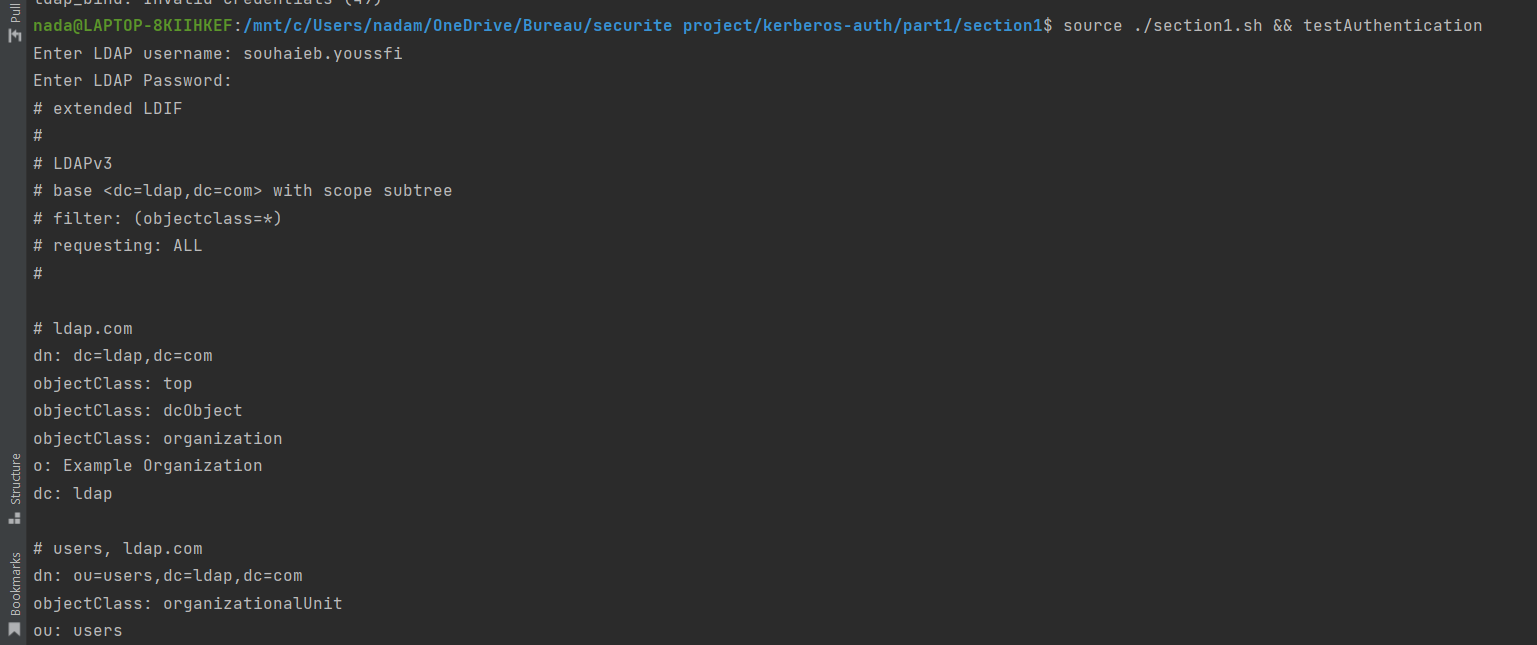 ldap_bind: Invalid credentials (49)
nada@LAPTOP-8KIIHKEF:/mnt/c/Users/nadam/OneDrive/Bureau/securite project/kerberos-auth/part1/section1$ source ./section1.sh && testAuthentication
Enter LDAP username: souhaieb.youssfi
Enter LDAP Password:
# extended LDIF
#
# LDAPv3
# base <dc=ldap,dc=com> with scope subtree
# filter: (objectclass=*)
# requesting: ALL
#
# ldap.com
dn: dc=ldap,dc=com
objectClass: top
objectClass: dcObject
objectClass: organization
o: Example Organization
dc: ldap
# users, ldap.com
dn: ou=users,dc=ldap,dc=com
objectClass: organizationalUnit
ou: users
Pull
Structure
Bookmarks